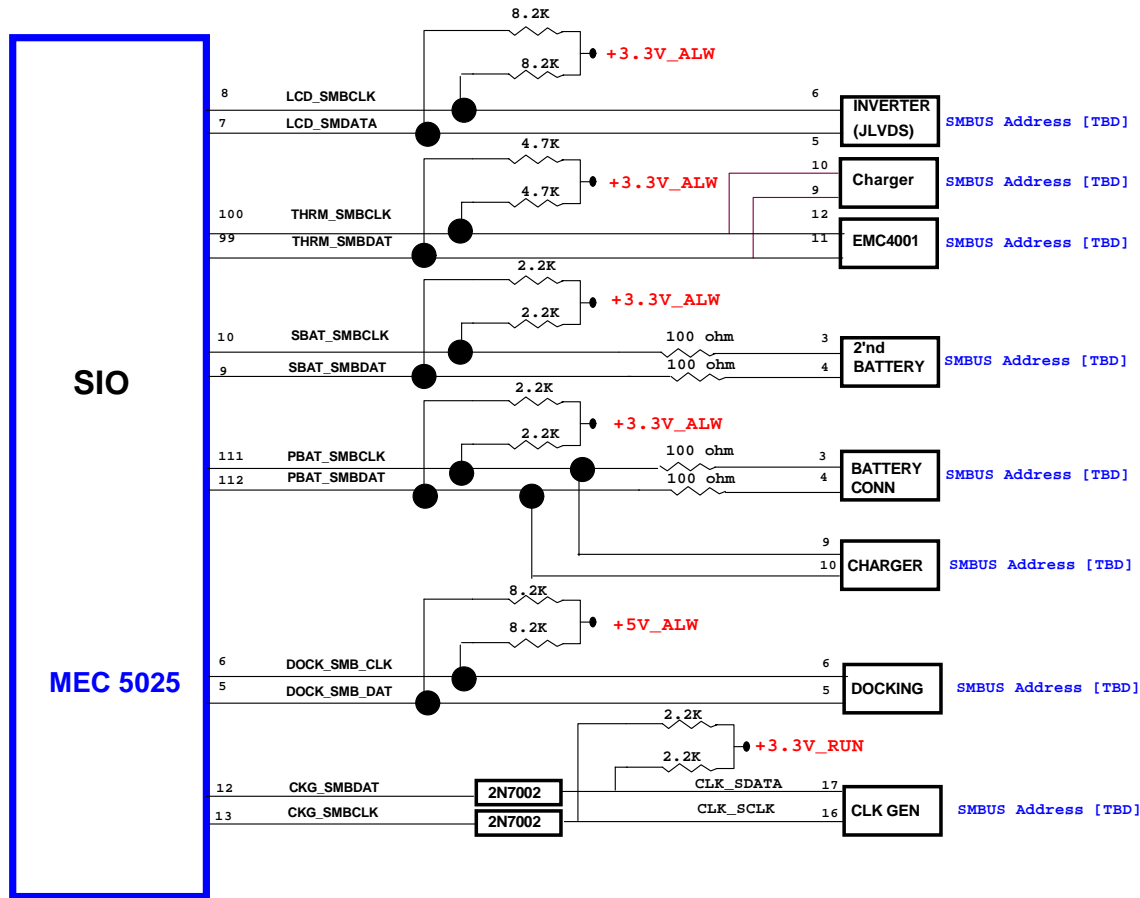 8.2K
+3.3V_ALW
8.2K
8 LCD_SMBCLK 6
7 LCD_SMDATA 5
INVERTER
(JLVDS)
SMBUS Address [TBD]
4.7K
+3.3V_ALW
4.7K
10
9
Charger
SMBUS Address [TBD]
100 THRM_SMBCLK 12
99 THRM_SMBDAT 11
EMC4001
SMBUS Address [TBD]
2.2K
+3.3V_ALW
2.2K
10 SBAT_SMBCLK 100 ohm 3
9 SBAT_SMBDAT 100 ohm 4
2'nd
BATTERY
SMBUS Address [TBD]
SIO
2.2K
+3.3V_ALW
2.2K
111 PBAT_SMBCLK 100 ohm 3
112 PBAT_SMBDAT 100 ohm 4
BATTERY
CONN
SMBUS Address [TBD]
9
10
CHARGER
SMBUS Address [TBD]
8.2K
+5V_ALW
8.2K
MEC 5025
6 DOCK_SMB_CLK 6
5 DOCK_SMB_DAT 5
DOCKING
SMBUS Address [TBD]
2.2K
+3.3V_RUN
2.2K
12 CKG_SMBDAT 2N7002 CLK_SDATA 17
13 CKG_SMBCLK 2N7002 CLK_SCLK 16
CLK GEN
SMBUS Address [TBD]